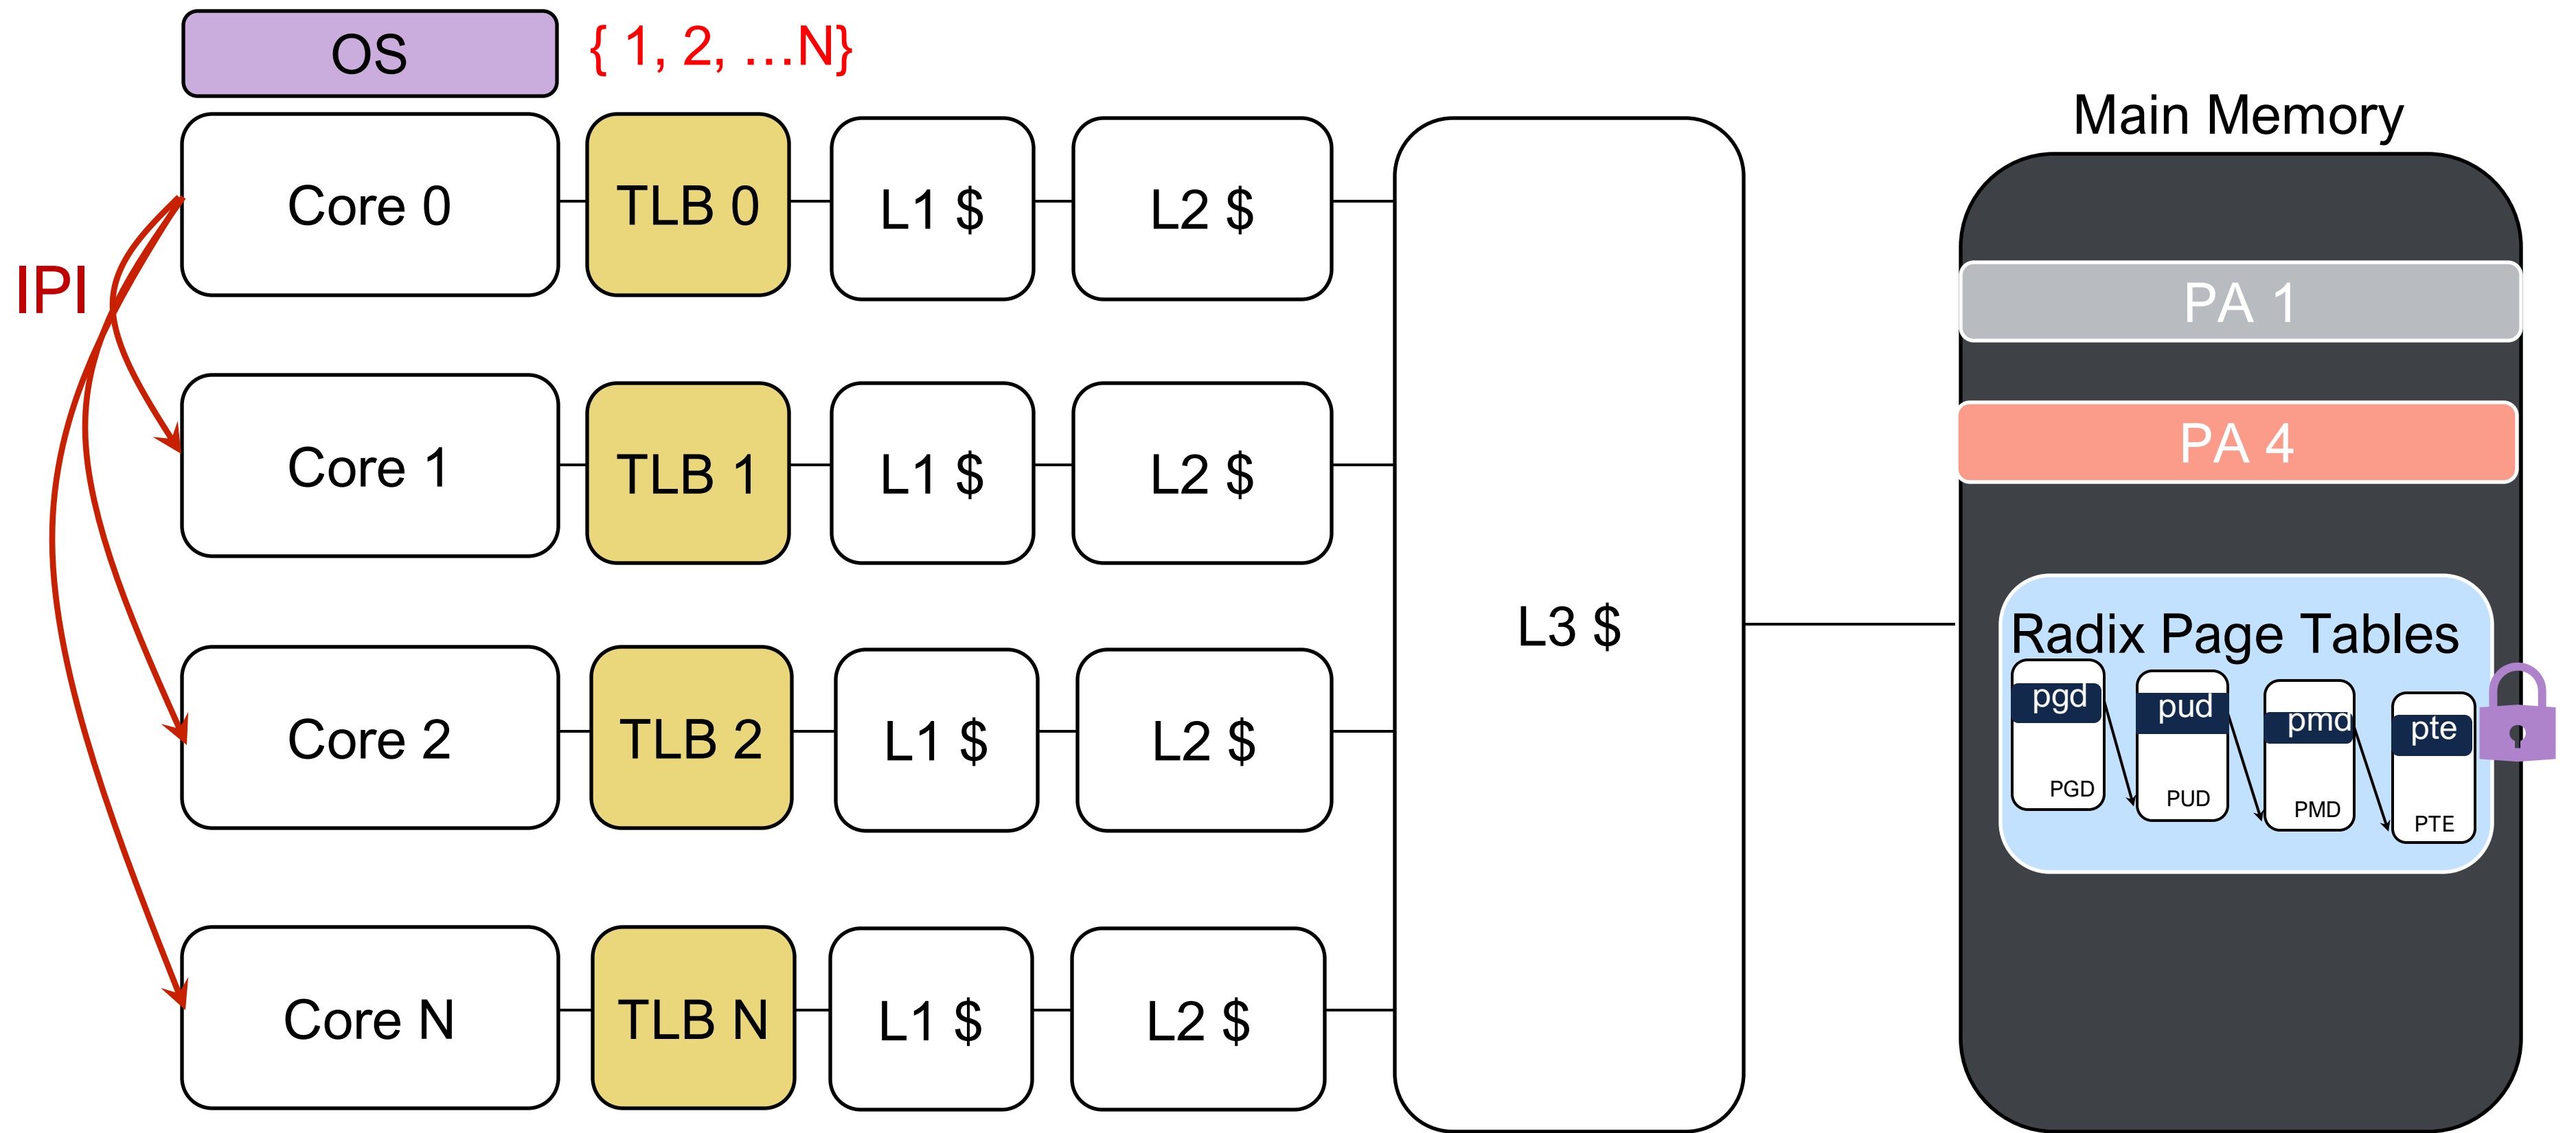 OS
{ 1, 2, …N}
Main Memory
Core 0
TLB 0
L1 $
L2 $
IPI
PA 1
Core 1
TLB 1
L1 $
L2 $
PA 4
L3 $
Radix Page Tables
pgd
pud
pmd
pte
PGD
PUD
PMD
PTE
Core 2
TLB 2
L1 $
L2 $
Core N
TLB N
L1 $
L2 $